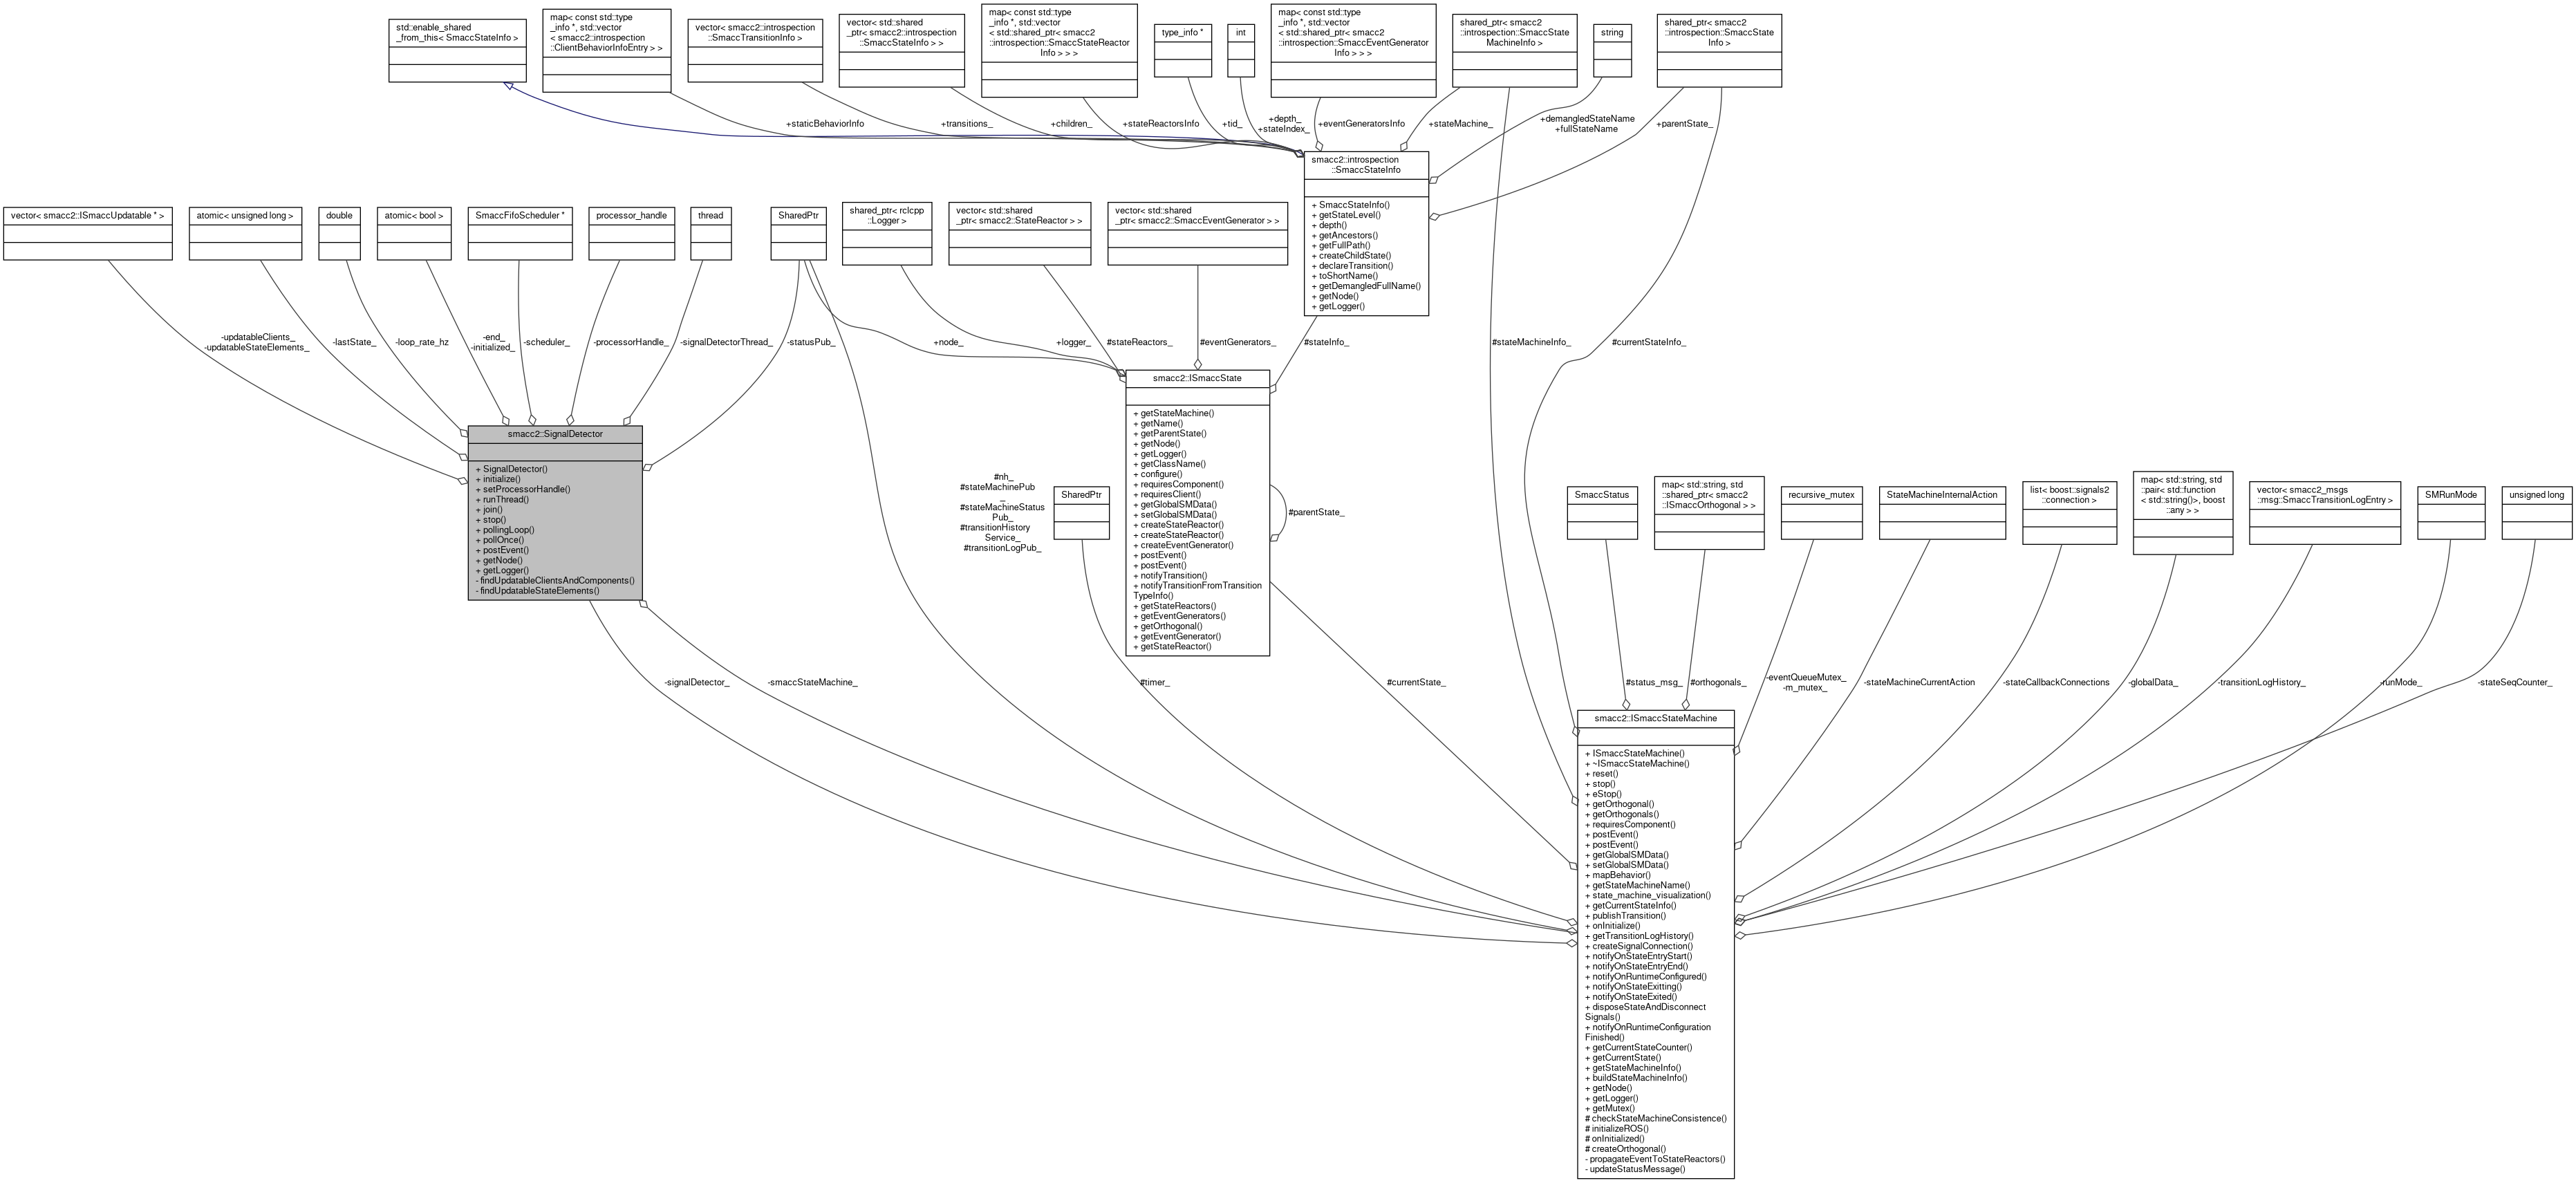 std::enable_shared
_from_this< SmaccStateInfo >
map< const std::type
_info *, std::vector
< smacc2::introspection
::ClientBehaviorInfoEntry > >
vector< smacc2::introspection
::SmaccTransitionInfo >
vector< std::shared
_ptr< smacc2::introspection
::SmaccStateInfo > >
map< const std::type
_info *, std::vector
< std::shared_ptr< smacc2
::introspection::SmaccStateReactor
Info > > >
type_info *
int
map< const std::type
_info *, std::vector
< std::shared_ptr< smacc2
::introspection::SmaccEventGenerator
Info > > >
shared_ptr< smacc2
::introspection::SmaccState
MachineInfo >
string
shared_ptr< smacc2
::introspection::SmaccState
Info >
+staticBehaviorInfo
+transitions_
+children_
+stateReactorsInfo
+tid_
+depth_
+stateIndex_
+eventGeneratorsInfo
+stateMachine_
+demangledStateName
+fullStateName
+parentState_
smacc2::introspection
::SmaccStateInfo
+ SmaccStateInfo()
+ getStateLevel()
+ depth()
+ getAncestors()
+ getFullPath()
+ createChildState()
+ declareTransition()
+ toShortName()
+ getDemangledFullName()
+ getNode()
+ getLogger()
vector< smacc2::ISmaccUpdatable * >
atomic< unsigned long >
double
atomic< bool >
SmaccFifoScheduler *
processor_handle
thread
SharedPtr
shared_ptr< rclcpp
::Logger >
vector< std::shared
_ptr< smacc2::StateReactor > >
vector< std::shared
_ptr< smacc2::SmaccEventGenerator > >
-updatableClients_
-updatableStateElements_
-lastState_
-loop_rate_hz
-end_
-initialized_
-scheduler_
-processorHandle_
-signalDetectorThread_
-statusPub_
+node_
+logger_
#stateReactors_
#eventGenerators_
#stateInfo_
#stateMachineInfo_
#currentStateInfo_
smacc2::SignalDetector
+ SignalDetector()
+ initialize()
+ setProcessorHandle()
+ runThread()
+ join()
+ stop()
+ pollingLoop()
+ pollOnce()
+ postEvent()
+ getNode()
+ getLogger()
- findUpdatableClientsAndComponents()
- findUpdatableStateElements()
smacc2::ISmaccState
+ getStateMachine()
+ getName()
+ getParentState()
+ getNode()
+ getLogger()
+ getClassName()
+ configure()
+ requiresComponent()
+ requiresClient()
+ getGlobalSMData()
+ setGlobalSMData()
+ createStateReactor()
+ createStateReactor()
+ createEventGenerator()
+ postEvent()
+ postEvent()
+ notifyTransition()
+ notifyTransitionFromTransition
TypeInfo()
+ getStateReactors()
+ getEventGenerators()
+ getOrthogonal()
+ getEventGenerator()
+ getStateReactor()
#parentState_
#nh_
#stateMachinePub
_
#stateMachineStatus
Pub_
#transitionHistory
Service_
#transitionLogPub_
SharedPtr
SmaccStatus
map< std::string, std
::shared_ptr< smacc2
::ISmaccOrthogonal > >
recursive_mutex
StateMachineInternalAction
list< boost::signals2
::connection >
map< std::string, std
::pair< std::function
< std::string()>, boost
::any > >
vector< smacc2_msgs
::msg::SmaccTransitionLogEntry >
SMRunMode
unsigned long
-signalDetector_
-smaccStateMachine_
#timer_
#currentState_
#status_msg_
#orthogonals_
-eventQueueMutex_
-m_mutex_
-stateMachineCurrentAction
-stateCallbackConnections
-globalData_
-transitionLogHistory_
-runMode_
-stateSeqCounter_
smacc2::ISmaccStateMachine
+ ISmaccStateMachine()
+ ~ISmaccStateMachine()
+ reset()
+ stop()
+ eStop()
+ getOrthogonal()
+ getOrthogonals()
+ requiresComponent()
+ postEvent()
+ postEvent()
+ getGlobalSMData()
+ setGlobalSMData()
+ mapBehavior()
+ getStateMachineName()
+ state_machine_visualization()
+ getCurrentStateInfo()
+ publishTransition()
+ onInitialize()
+ getTransitionLogHistory()
+ createSignalConnection()
+ notifyOnStateEntryStart()
+ notifyOnStateEntryEnd()
+ notifyOnRuntimeConfigured()
+ notifyOnStateExitting()
+ notifyOnStateExited()
+ disposeStateAndDisconnect
Signals()
+ notifyOnRuntimeConfiguration
Finished()
+ getCurrentStateCounter()
+ getCurrentState()
+ getStateMachineInfo()
+ buildStateMachineInfo()
+ getNode()
+ getLogger()
+ getMutex()
# checkStateMachineConsistence()
# initializeROS()
# onInitialized()
# createOrthogonal()
- propagateEventToStateReactors()
- updateStatusMessage()